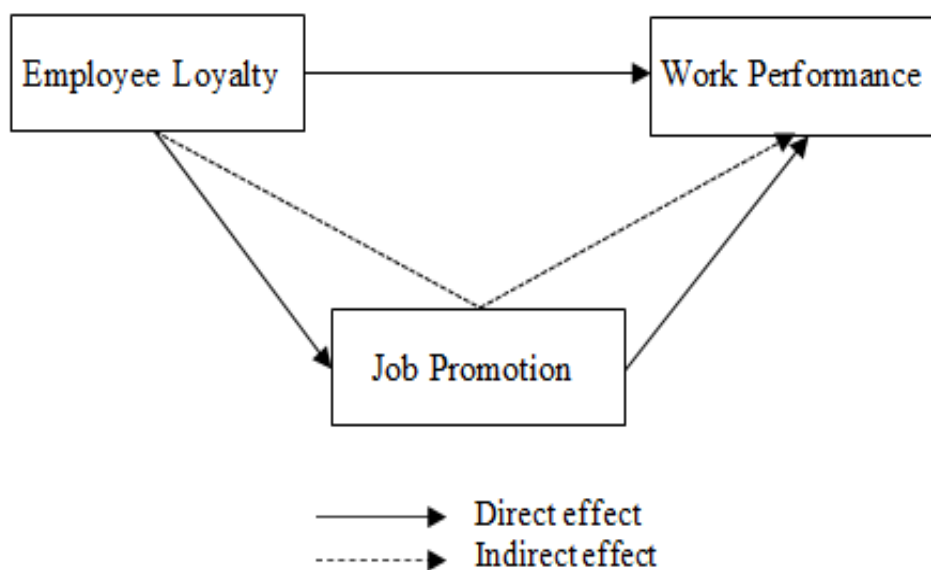 Employee Loyalty
Work Performance
Job Promotion
Direct effect
Indirect effect